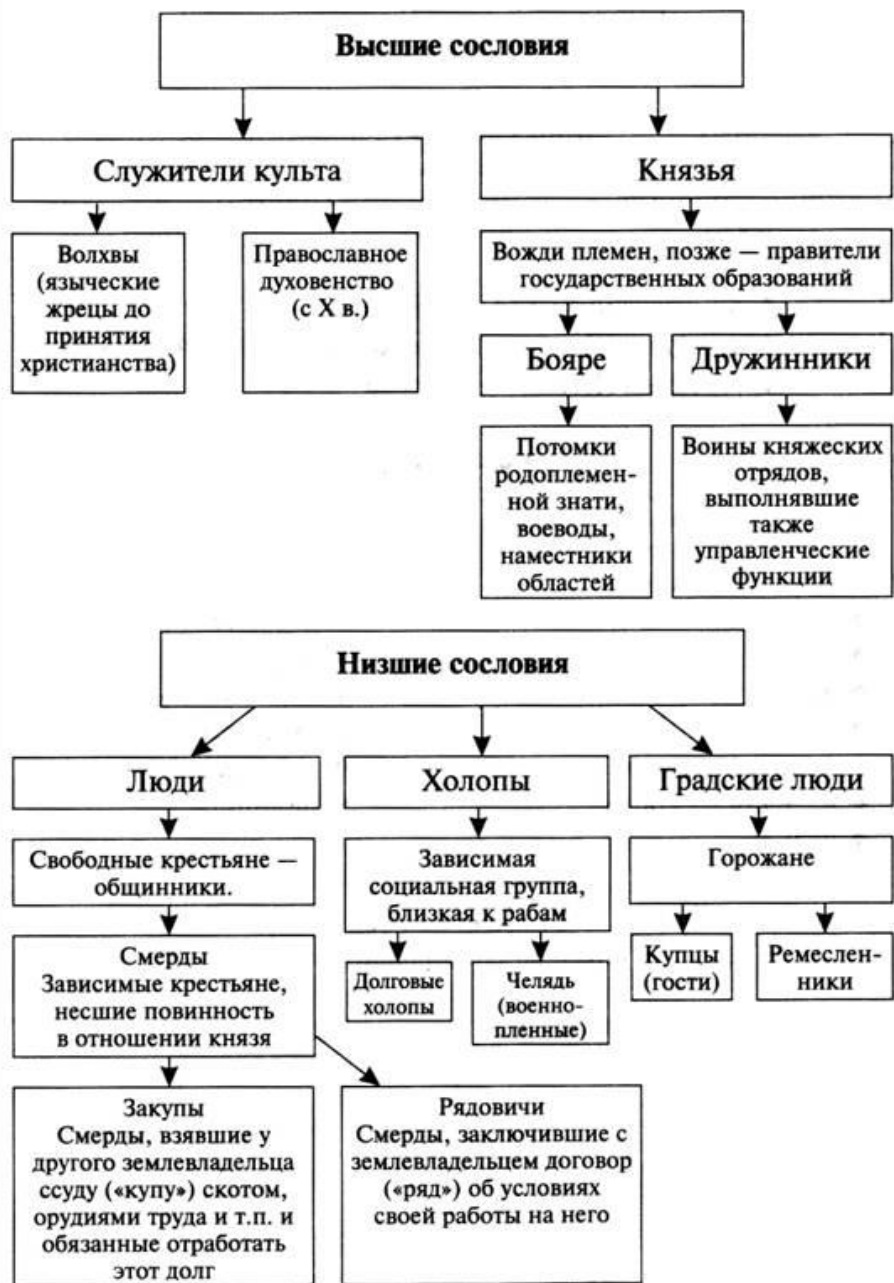 Высшие сословия
Служители культа
Князья
Волхвы
(языческие
жрецы до
принятия
христианства)
Православное
духовенство
(с X в.)
Вожди племен, позже — правители
государственных образований
Бояре
Дружинники
Потомки
родоплемен-
ной знати,
воеводы,
наместники
областей
Воины княжеских
отрядов,
выполнявшие
также
управленческие
функции
Низшие сословия
Люди
Холопы
Градские люди
Свободные крестьяне —
общинники.
Зависимая
социальная группа,
близкая к рабам
Горожане
Смерды
Зависимые крестьяне,
несшие повинность
в отношении князя
Долговые
холопы
Челядь
(военно-
пленные)
Купцы
(гости)
Ремеслен-
ники
Закупы
Смерды, взявшие у
другого землевладельца
ссуду («купу») скотом,
орудиями труда и т.п. и
обязанные отработать
этот долг
Рядовичи
Смерды, заключившие с
землевладельцем договор
(«ряд») об условиях
своей работы на него